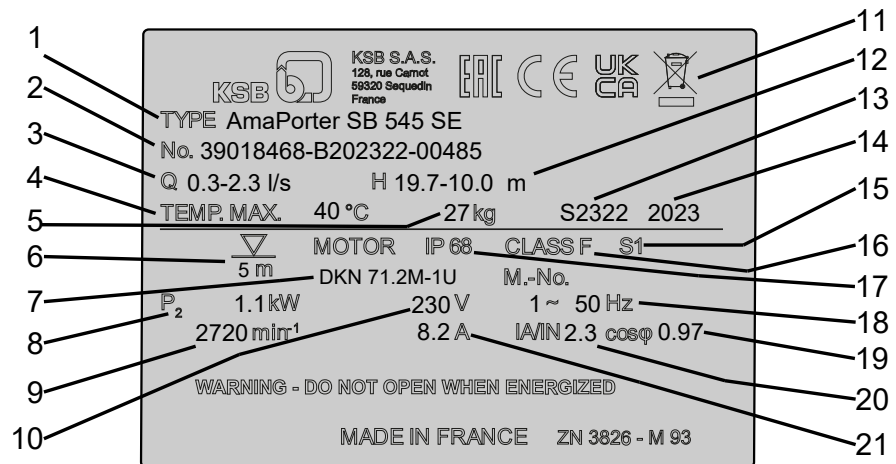 KSB
KSB S.A.S.
128, rue Carnot
59320 Sequedin
France
EAC CE UK
CA
TYPE AmaPorter SB 545 SE
No. 39018468-B202322-00485
Q 0.3-2.3 l/s H 19.7-10.0 m
TEMP. MAX. 40 °C 27 kg S2322 2023
MOTOR IP 68 CLASS F S1
5 m
DKN 71.2M-1U M.-No.
P2 1.1 kW 230 V 1~ 50 Hz
2720 min-1 8.2 A IA/IN 2.3 cosφ 0.97
WARNING - DO NOT OPEN WHEN ENERGIZED
MADE IN FRANCE ZN 3826 - M 93
1
2
3
4
5
6
7
8
9
10
11
12
13
14
15
16
17
18
19
20
21